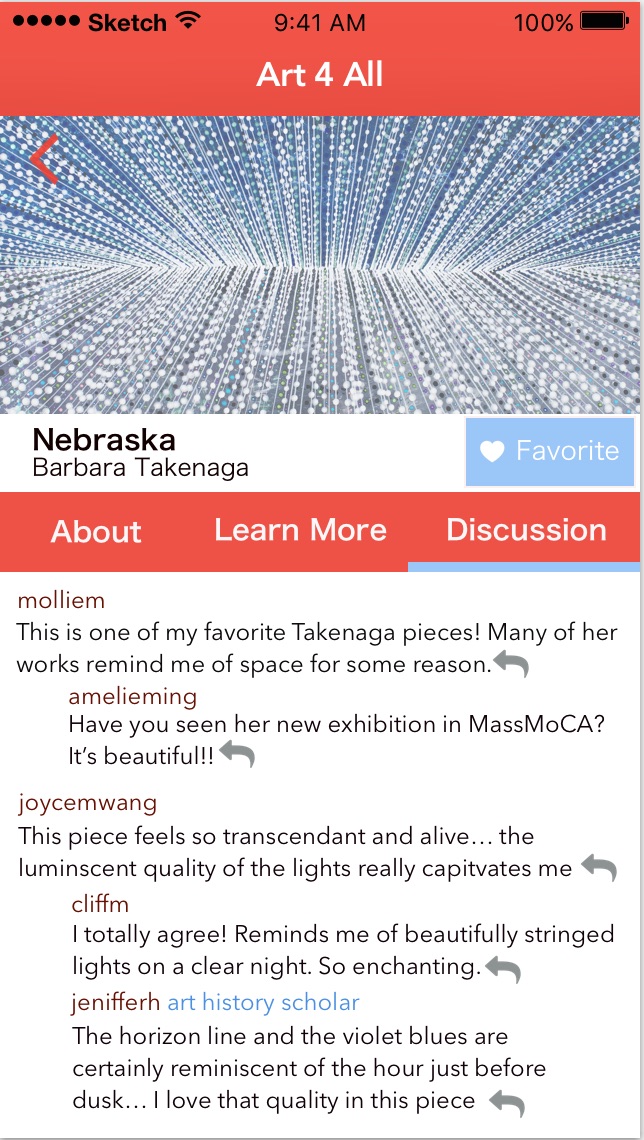 Sketch 9:41 AM 100%
Art 4 All
Nebraska
Barbara Takenaga
Favorite
About Learn More Discussion
molliem
This is one of my favorite Takenaga pieces! Many of her
works remind me of space for some reason.
amelieming
Have you seen her new exhibition in MassMoCA?
It’s beautiful!!
joycemwang
This piece feels so transcendant and alive… the
luminscent quality of the lights really capitvates me
cliffm
I totally agree! Reminds me of beautifully stringed
lights on a clear night. So enchanting.
jenifferh art history scholar
The horizon line and the violet blues are
certainly reminiscent of the hour just before
dusk… I love that quality in this piece